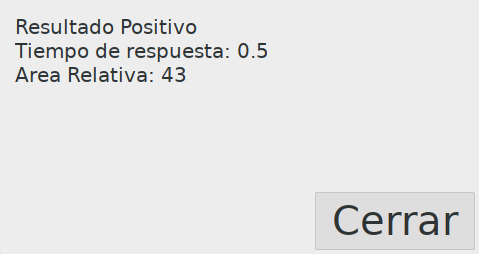 Resultado Positivo
Tiempo de respuesta: 0.5
Area Relativa: 43
Cerrar